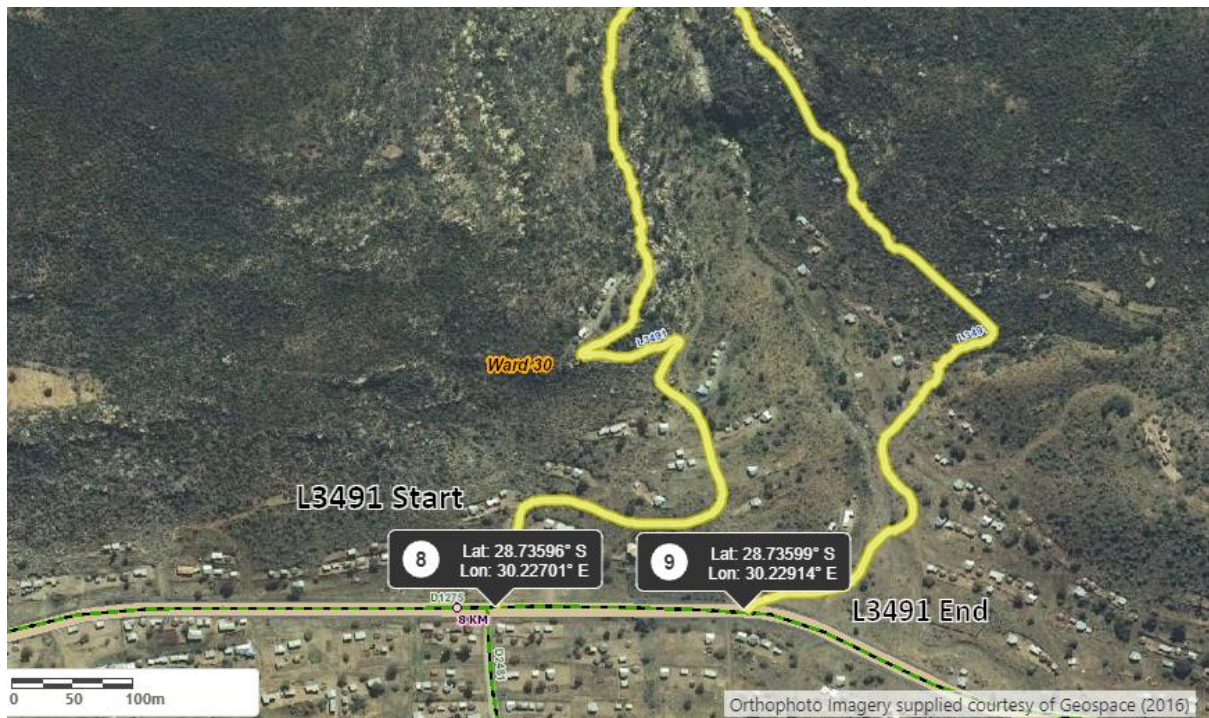 L3491
L3491
Ward 30
L3491 Start
8
Lat: 28.73596° S
Lon: 30.22701° E
9
Lat: 28.73599° S
Lon: 30.22914° E
D1275
8 KM
L3491 End
0 50 100m
Orthophoto Imagery supplied courtesy of Geospace (2016)